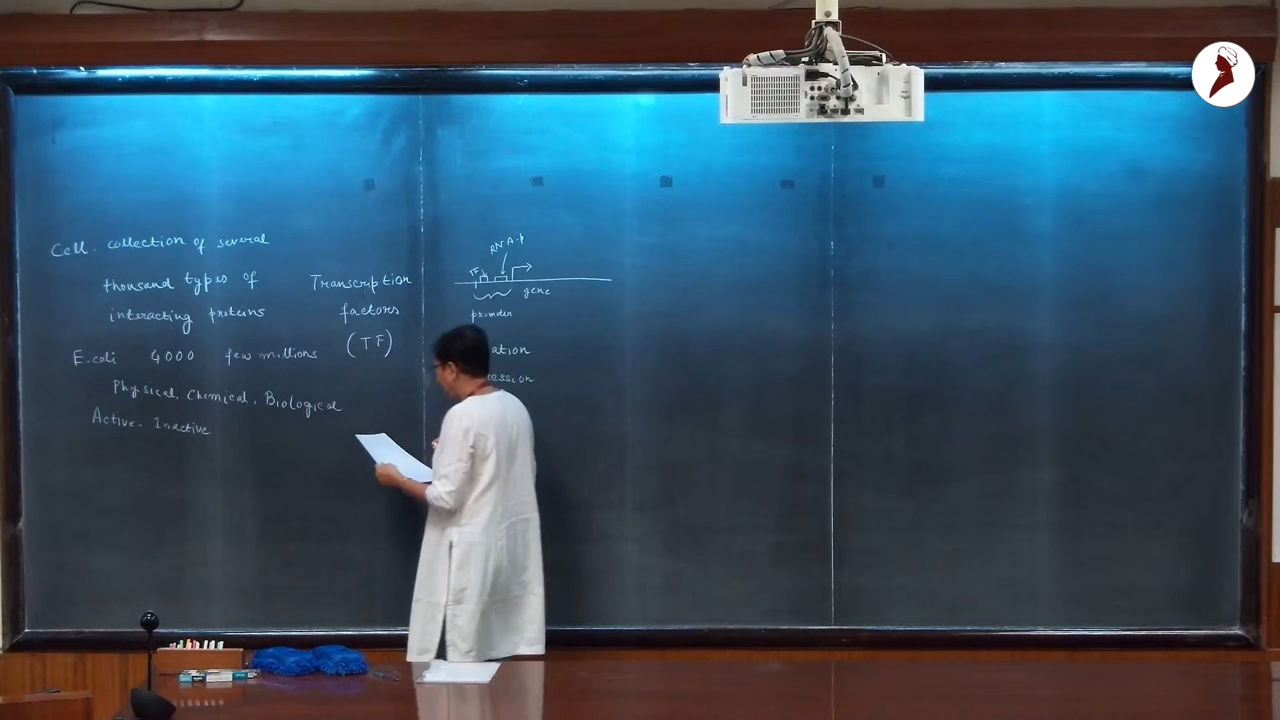 Cell - collection of several
thousand types of
interacting proteins
E.coli 4000 few millions
Physical, Chemical, Biological
Active - Inactive
Transcription
factors
(TF)
RNA-p
TF
gene
promoter
ation
ession